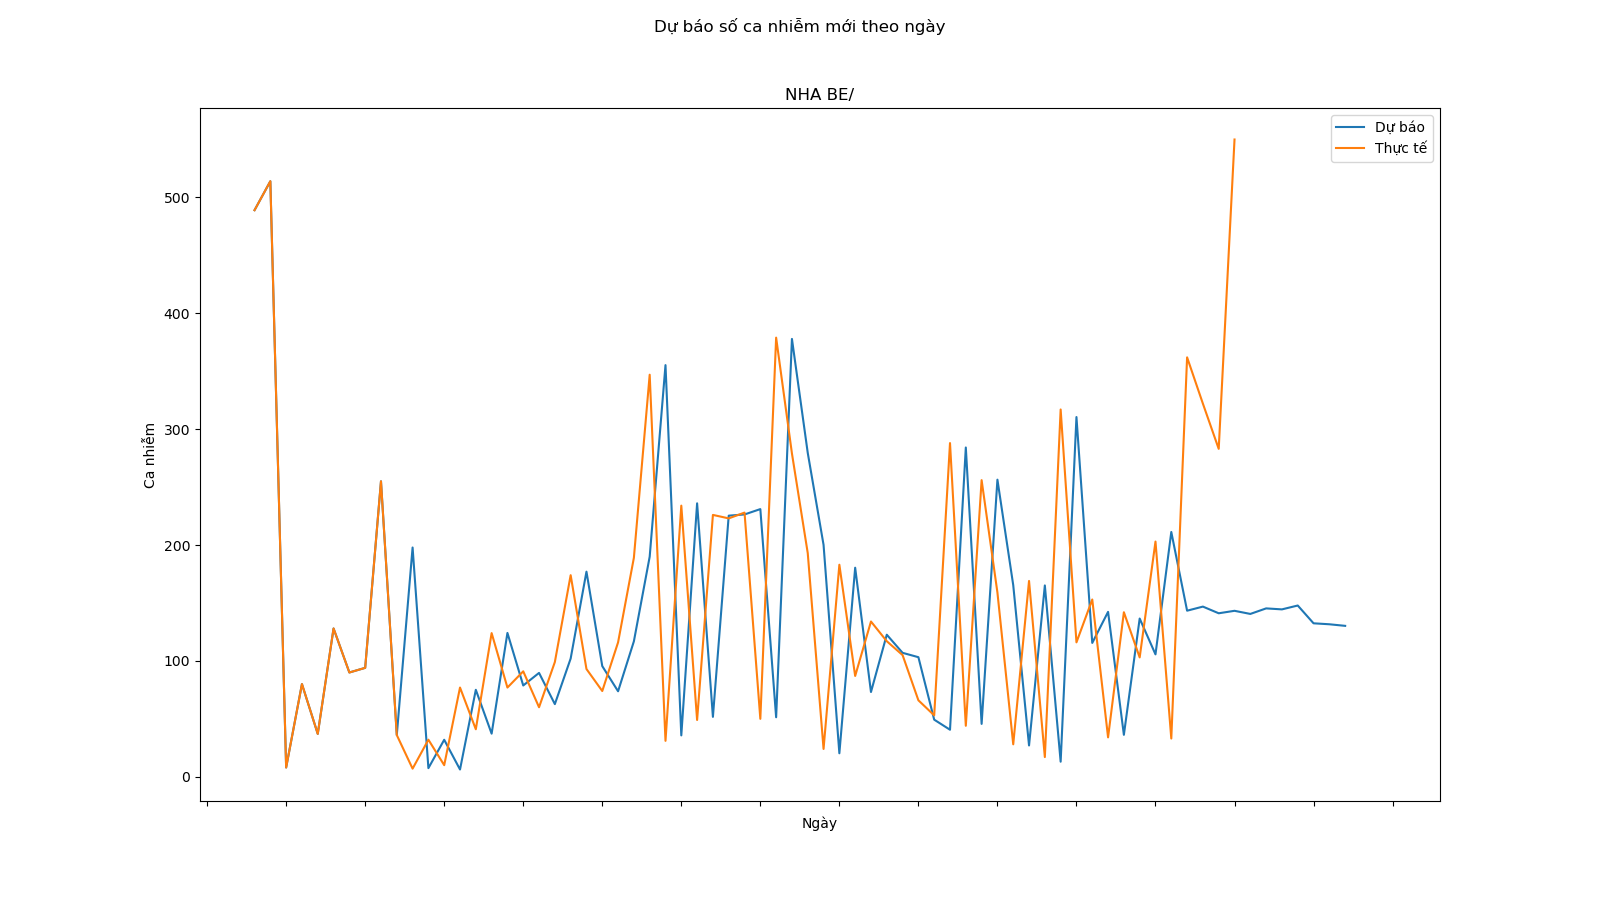 Dự báo số ca nhiễm mới theo ngày
NHA BE/
Dự báo
Thực tế
500
400
300
200
100
0
Ca nhiễm
Ngày